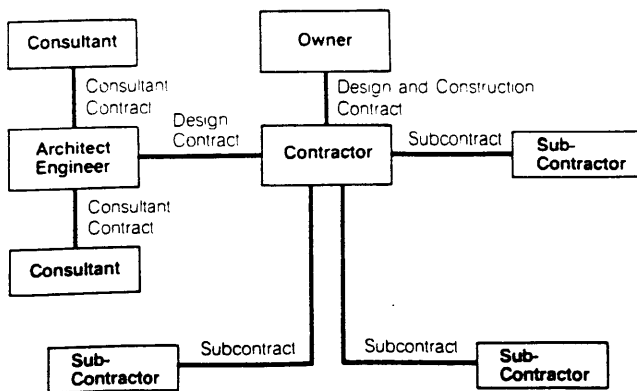 Consultant
Owner
Consultant
Contract
Design and Construction
Contract
Design
Contract
Architect
Engineer
Contractor
Subcontract
Sub-
Contractor
Consultant
Contract
Consultant
Sub-
Contractor
Subcontract
Subcontract
Sub-
Contractor